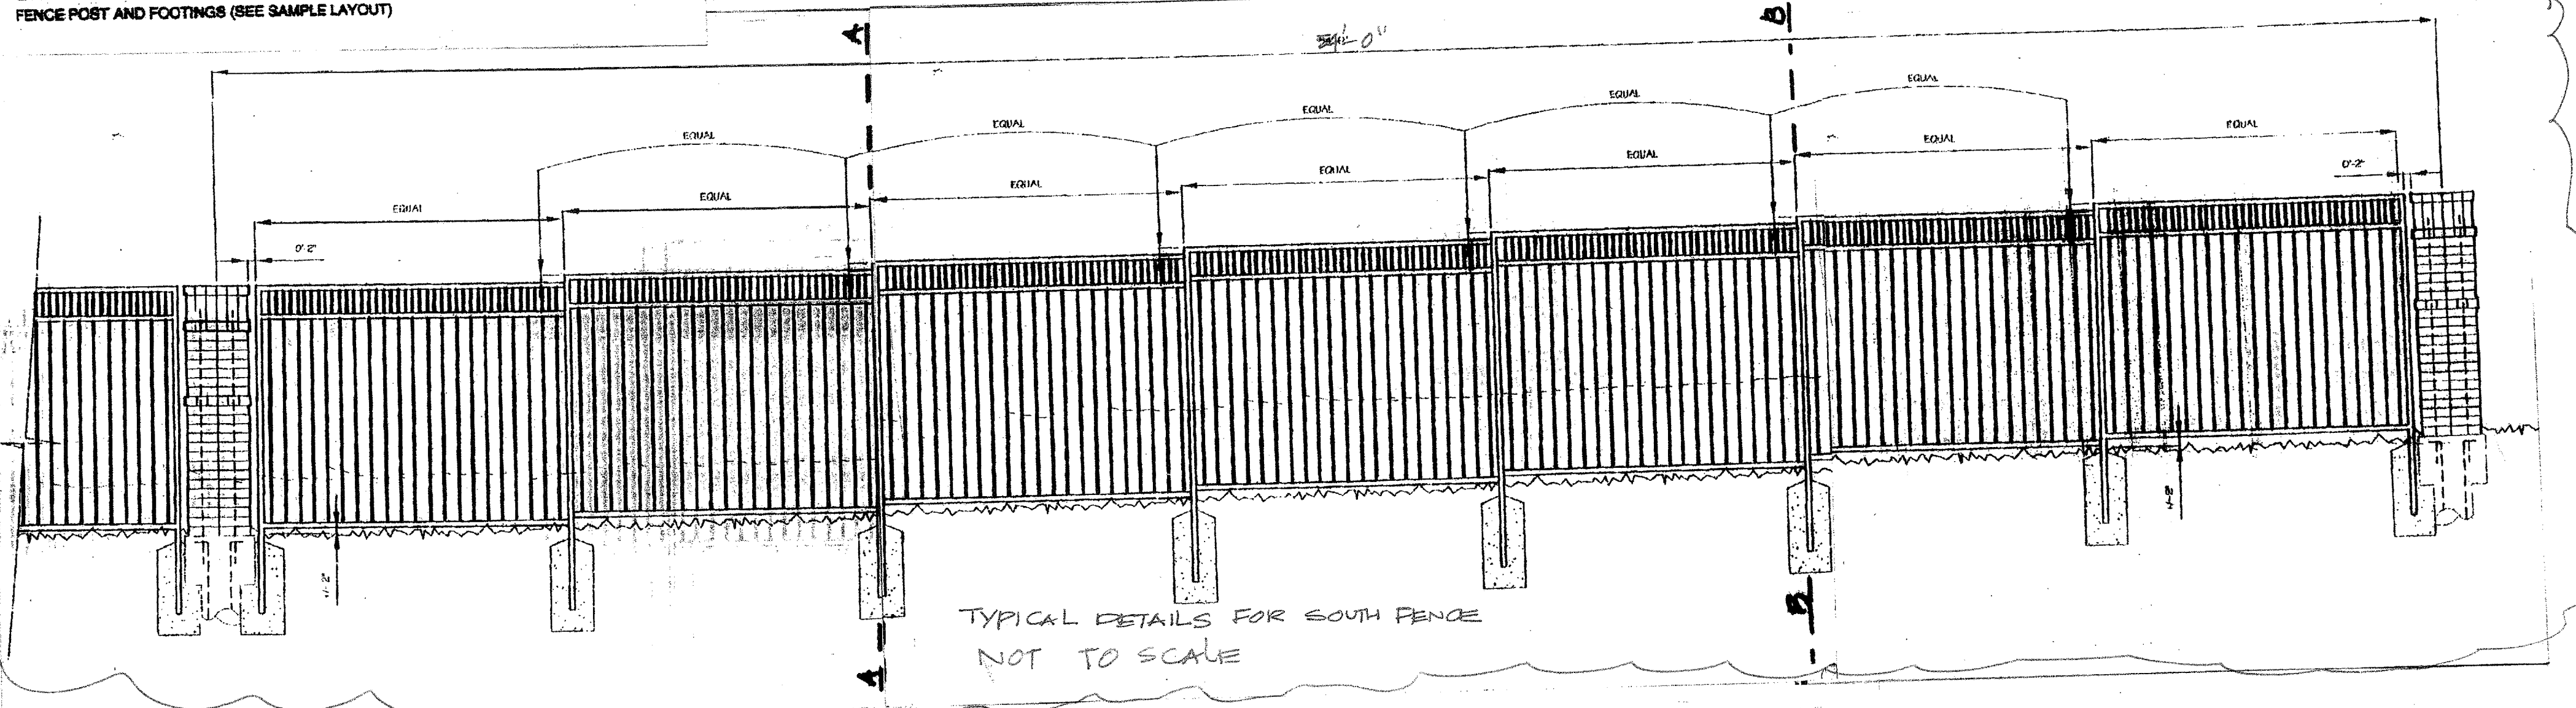 FENCE POST AND FOOTINGS (SEE SAMPLE LAYOUT)
A
B
0"
EQUAL
EQUAL
EQUAL
EQUAL
EQUAL
EQUAL
EQUAL
EQUAL
EQUAL
EQUAL
EQUAL
EQUAL
0'-2"
0'-2"
A
B
TYPICAL DETAILS FOR SOUTH FENCE
NOT TO SCALE